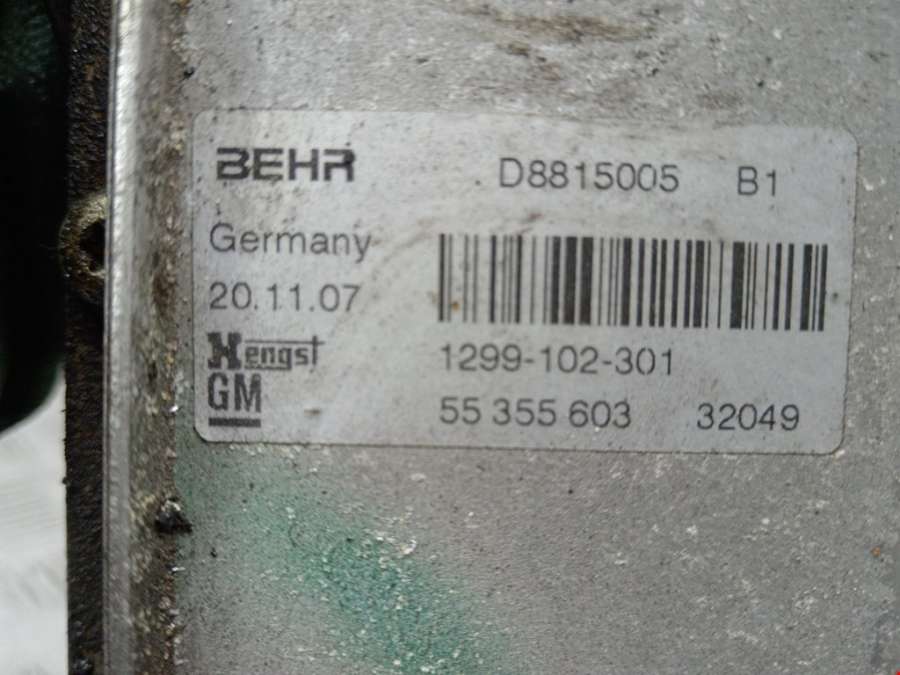 BEHR D8815005 B1
Germany
20.11.07
Hengst 1299-102-301
GM 55 355 603 32049